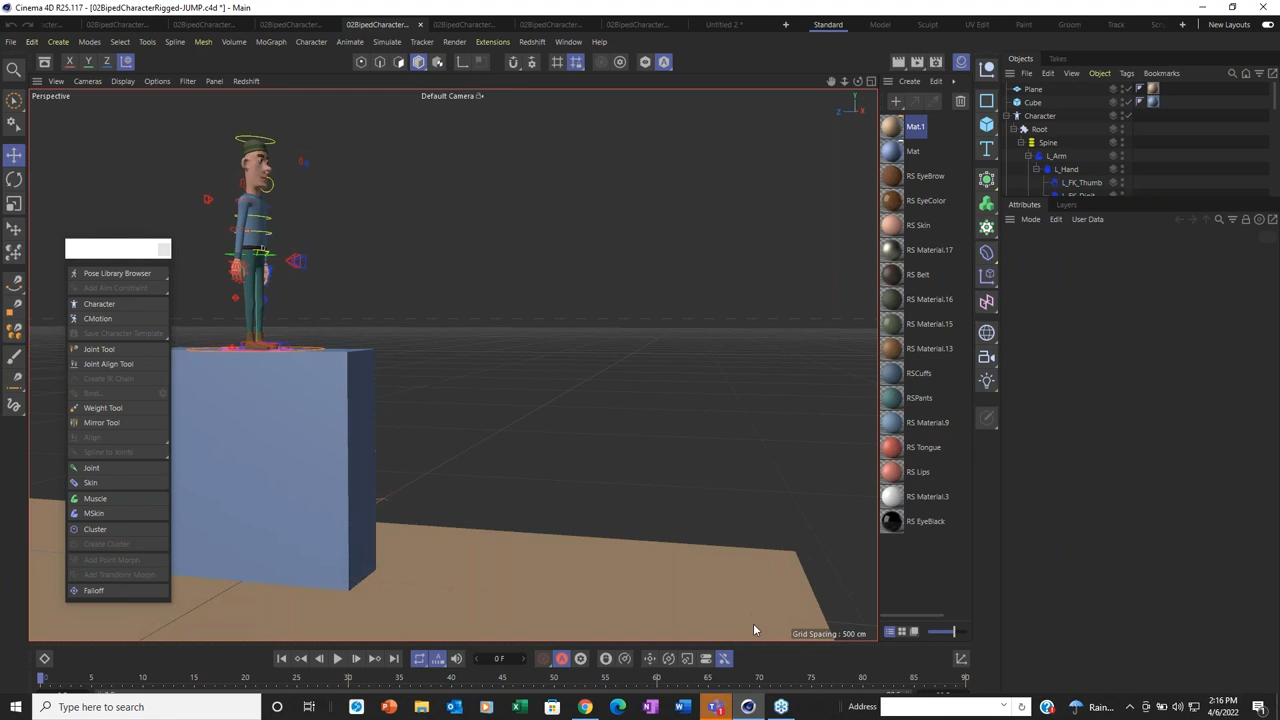 Cinema 4D R25.117 - [02BipedCharacterRigged-JUMP.c4d *] - Main
02BipedCharacter...
02BipedCharacter...
02BipedCharacter...
02BipedCharacter...
02BipedCharacter...
02BipedCharacter...
02BipedCharacter...
Untitled 2 *
Standard
Model
Sculpt
UV Edit
Paint
Groom
Track
New Layouts
File Edit Create Modes Select Tools Spline Mesh Volume MoGraph Character Animate Simulate Tracker Render Extensions Redshift Window Help
X Y Z
View Cameras Display Options Filter Panel Redshift
Create Edit
Objects Takes
File Edit View Object Tags Bookmarks
Perspective
Default Camera
Y
Z X
Plane
Cube
Character
Root
Spine
L_Arm
L_Hand
L_FK_Thumb
Attributes Layers
Mode Edit User Data
Mat.1
Mat
RS EyeBrow
RS EyeColor
RS Skin
RS Material.17
RS Belt
RS Material.16
RS Material.15
RS Material.13
RSCuffs
RSPants
RS Material.9
RS Tongue
RS Lips
RS Material.3
RS EyeBlack
Pose Library Browser
Add Aim Constraint
Character
CMotion
Save Character Template
Joint Tool
Joint Align Tool
Create IK Chain
Bind...
Weight Tool
Mirror Tool
Align
Spline to Joints
Joint
Skin
Muscle
MSkin
Cluster
Create Cluster
Add Point Morph
Add Transform Morph
Falloff
Grid Spacing : 500 cm
0 F
0 5 10 15 20 25 30 35 40 45 50 55 60 65 70 75 80 85 90
Type here to search
Address
Rain...
2:16 PM
4/6/2022